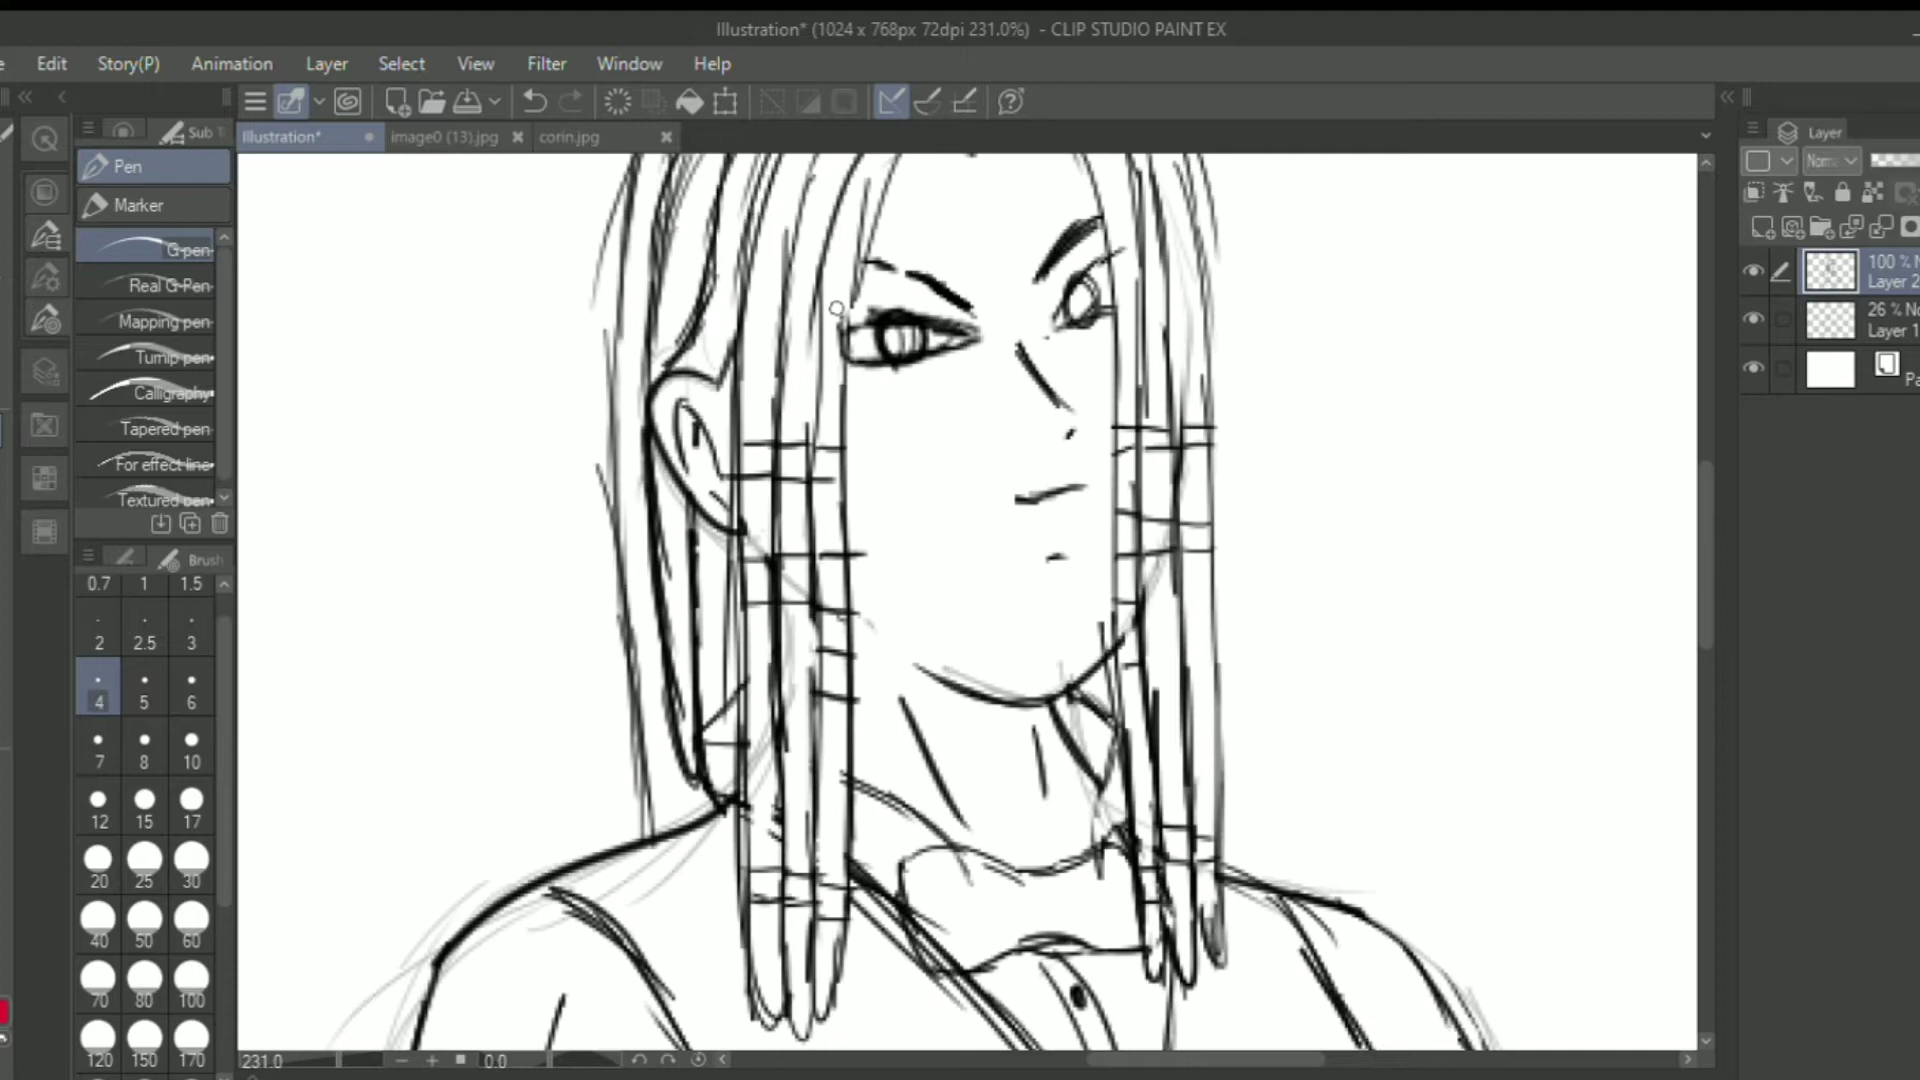 Illustration* (1024 x 768px 72dpi 231.0%) - CLIP STUDIO PAINT EX
Edit Story(P) Animation Layer Select View Filter Window Help
Sub
Illustration* image0 (13).jpg corin.jpg
Layer
Pen
Norm
Marker
G-pen
Real G-Pen
Mapping pen
Turnip pen
Calligraphy
Tapered pen
For effect line
Textured pen
100 % N
Layer 2
26 % No
Layer 1
Pa
Brush
0.7 1 1.5
2 2.5 3
4 5 6
7 8 10
12 15 17
20 25 30
40 50 60
70 80 100
120 150 170
231.0 0.0